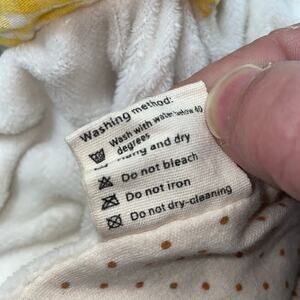 Washing method:
Wash with water below 40
degrees
and dry
Do not bleach
Do not iron
Do not dry-cleaning